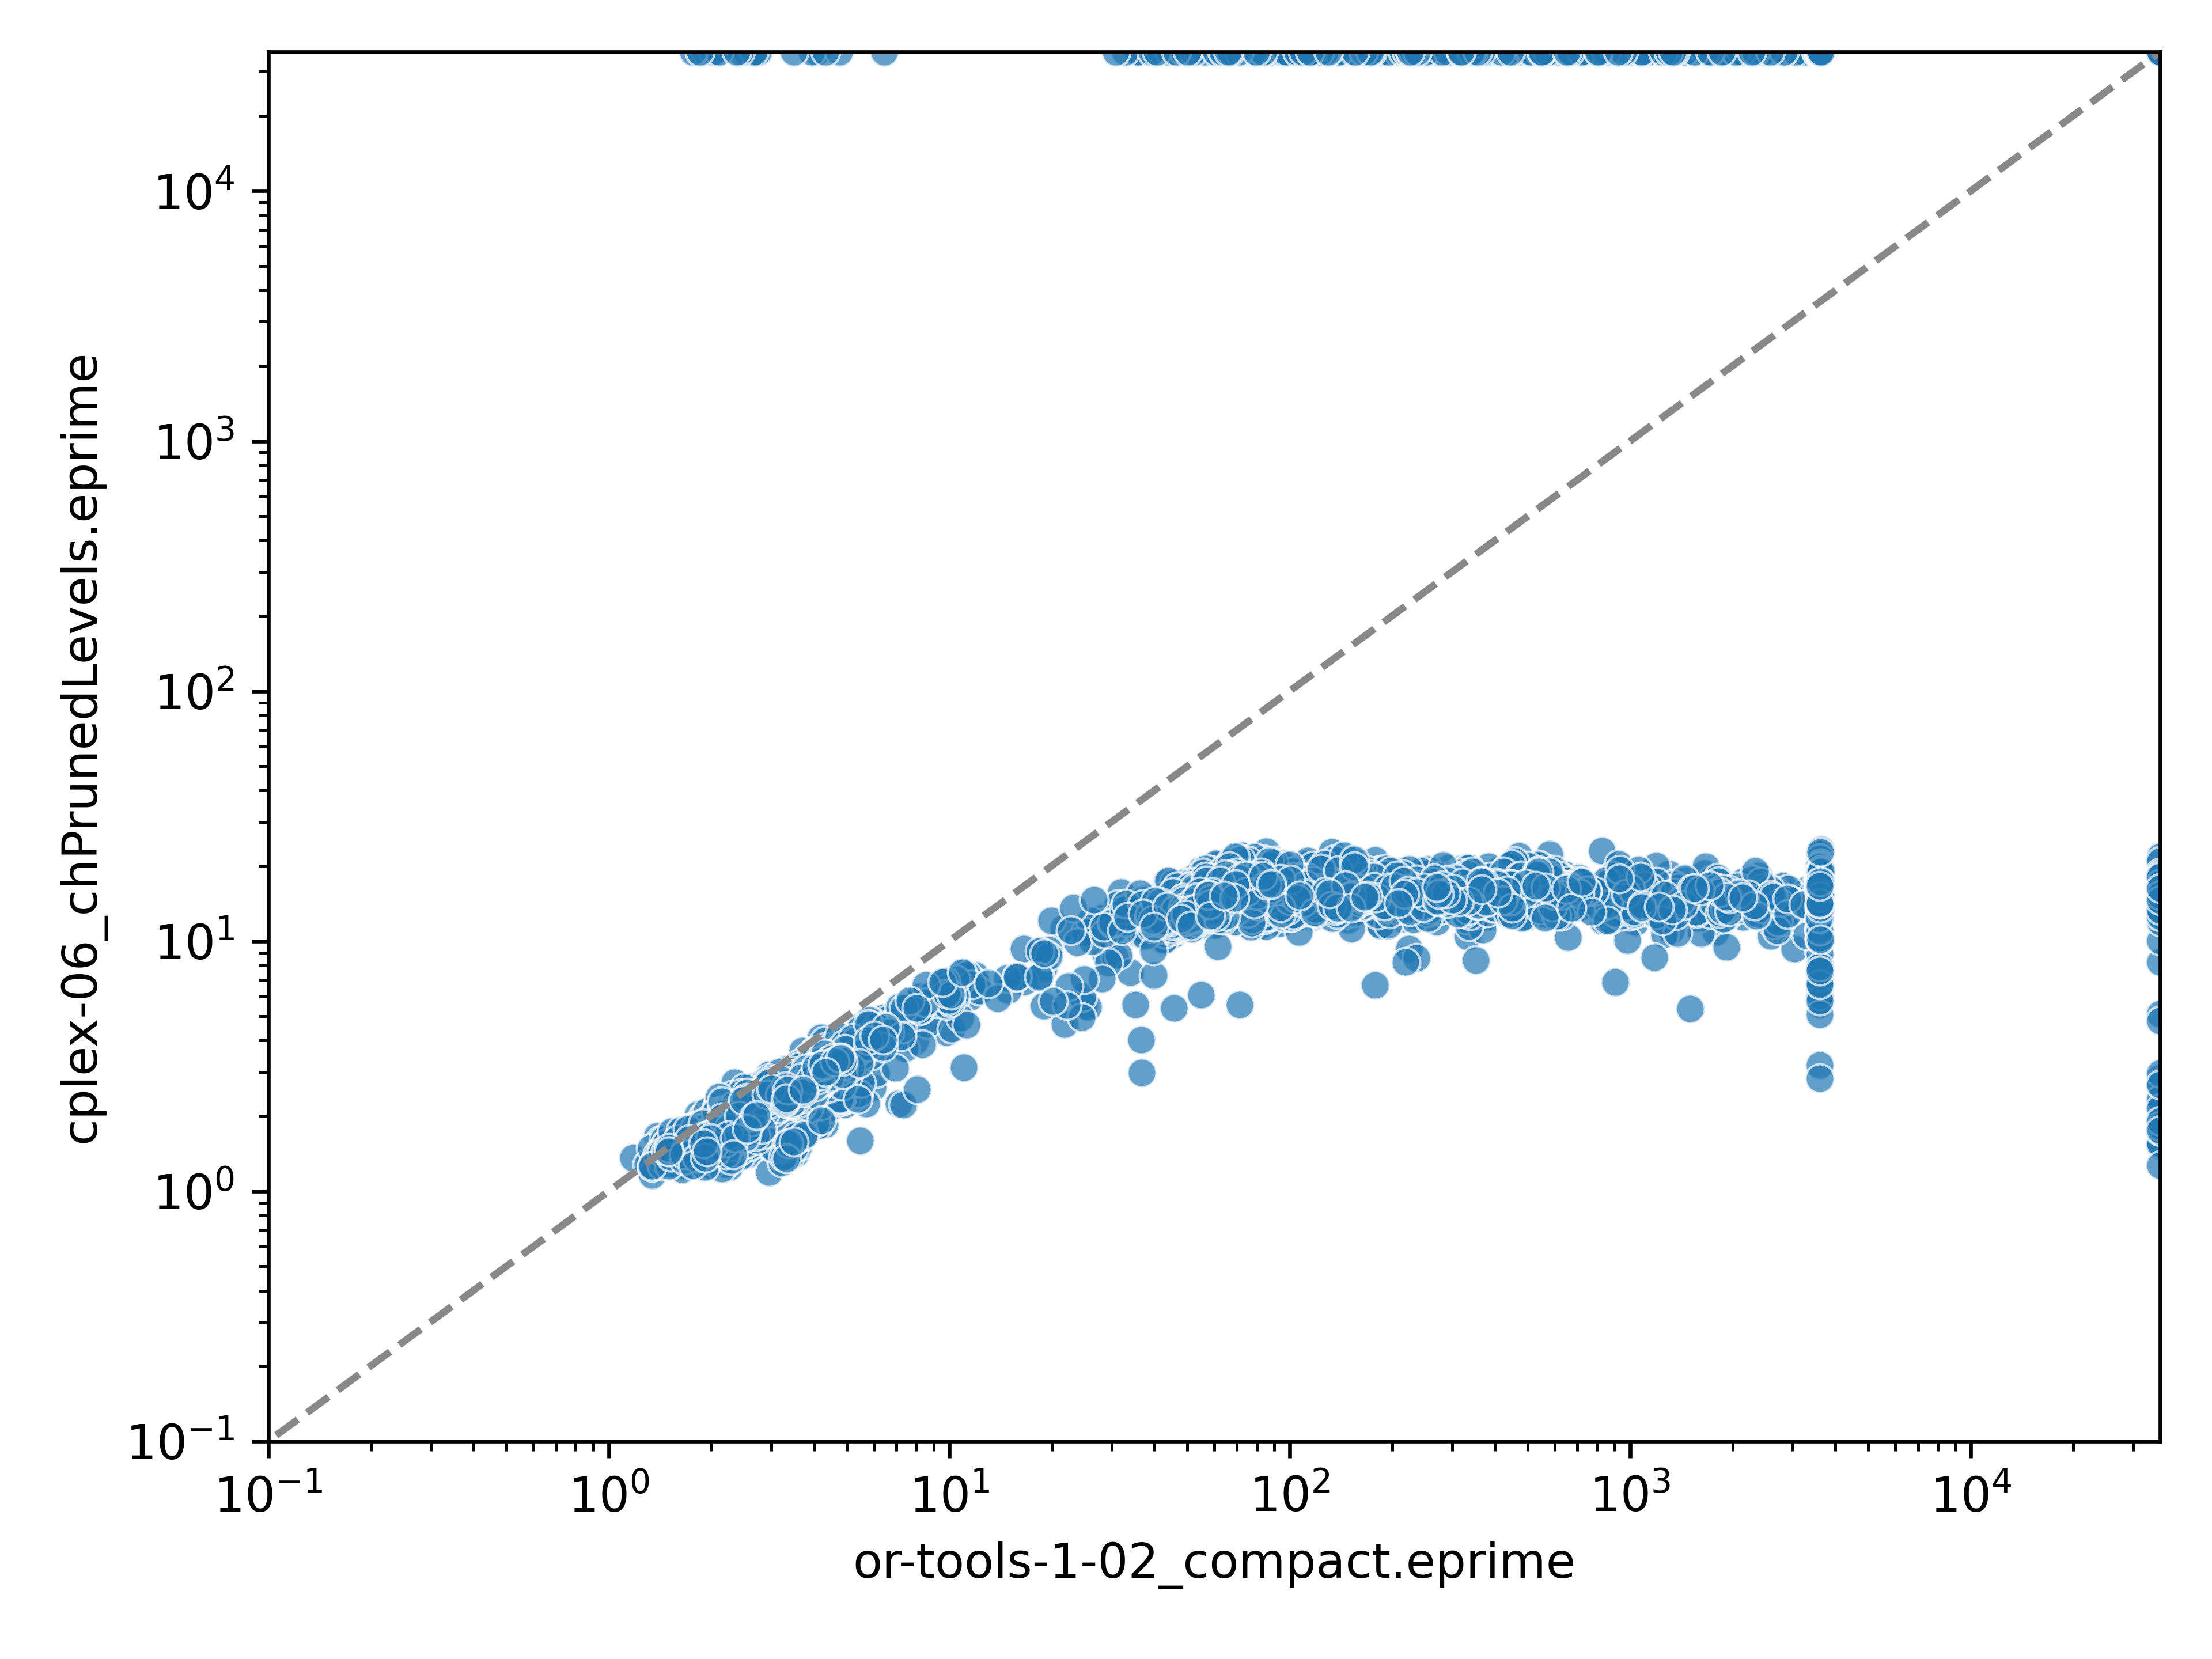 10⁴
10³
10²
10¹
10⁰
10⁻¹
cplex-06_chPrunedLevels.eprime
10⁻¹ 10⁰ 10¹ 10² 10³ 10⁴
or-tools-1-02_compact.eprime